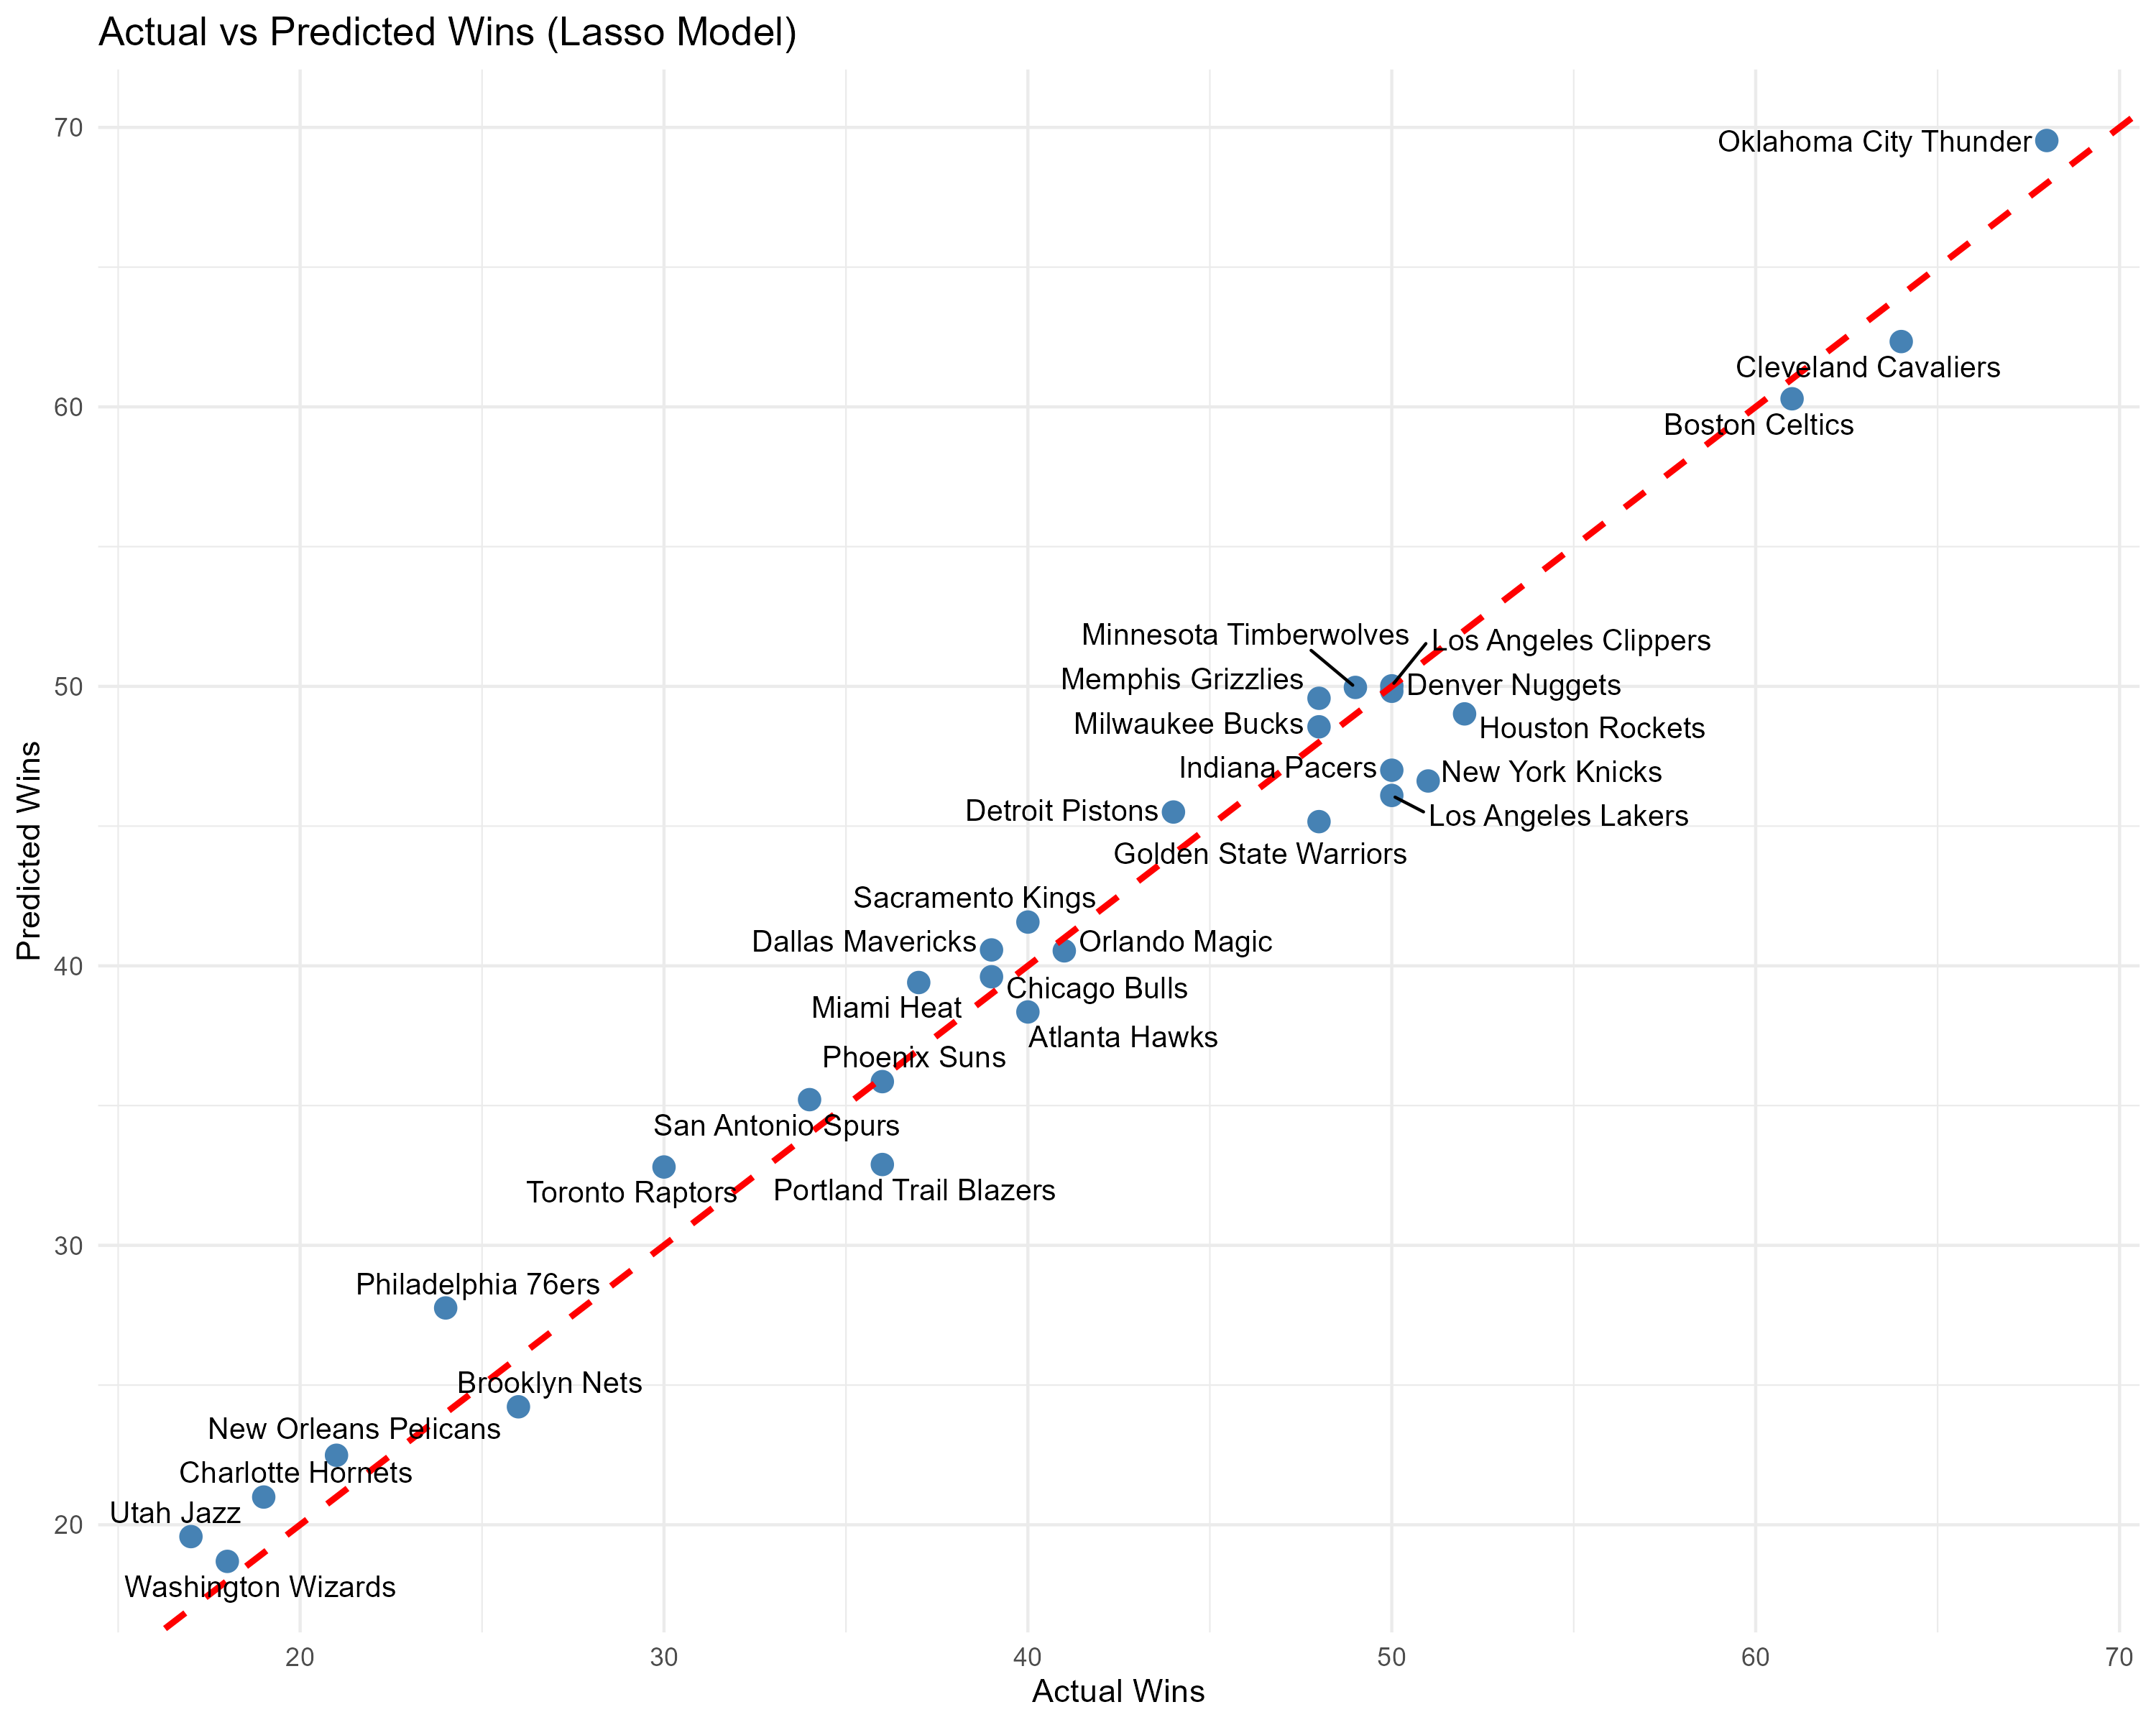 Actual vs Predicted Wins (Lasso Model)
70
Oklahoma City Thunder
Cleveland Cavaliers
60
Boston Celtics
Minnesota Timberwolves
Los Angeles Clippers
Memphis Grizzlies
50
Denver Nuggets
Milwaukee Bucks
Houston Rockets
Indiana Pacers
New York Knicks
Detroit Pistons
Los Angeles Lakers
Golden State Warriors
Predicted Wins
Sacramento Kings
Dallas Mavericks
Orlando Magic
40
Chicago Bulls
Miami Heat
Atlanta Hawks
Phoenix Suns
San Antonio Spurs
Toronto Raptors
Portland Trail Blazers
30
Philadelphia 76ers
Brooklyn Nets
New Orleans Pelicans
Charlotte Hornets
Utah Jazz
20
Washington Wizards
20
30
40
50
60
70
Actual Wins